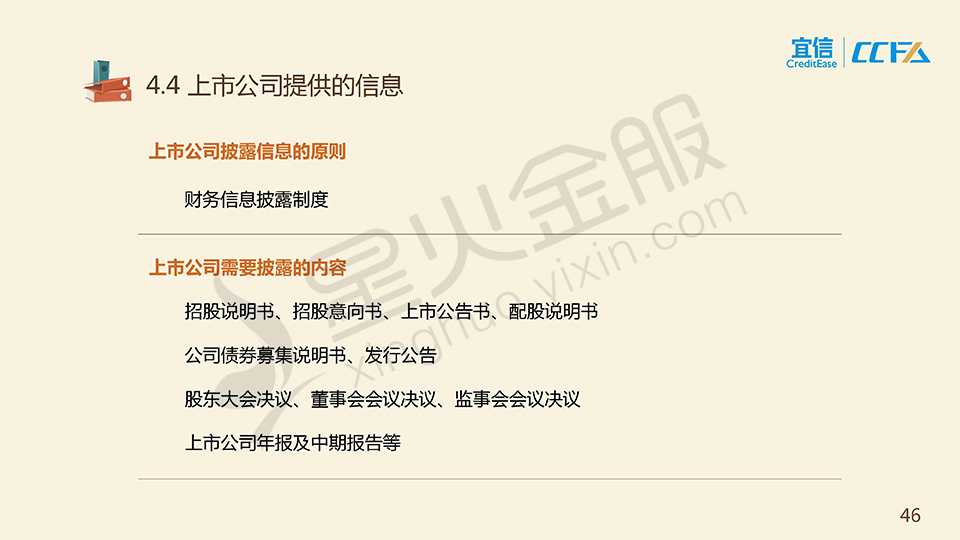 宜信
CreditEase
CCFA
4.4 上市公司提供的信息
上市公司披露信息的原则
财务信息披露制度
上市公司需要披露的内容
招股说明书、招股意向书、上市公告书、配股说明书
公司债券募集说明书、发行公告
股东大会决议、董事会会议决议、监事会会议决议
上市公司年报及中期报告等
星火金服
xinghuo.yixin.com
46